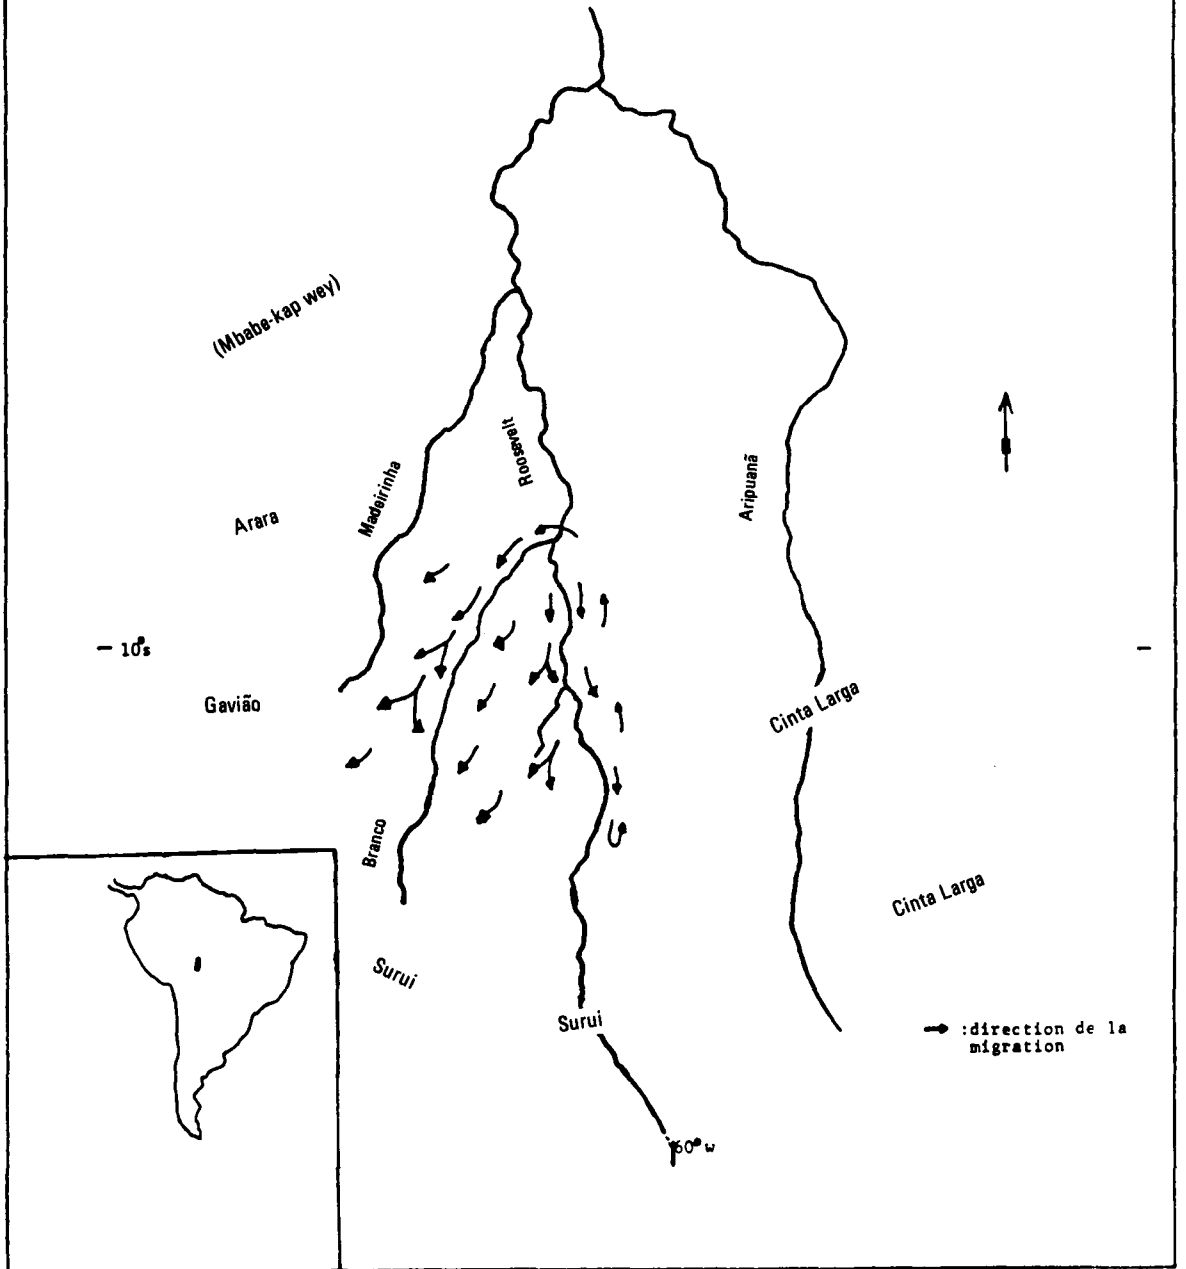 (Mbabe-kap wey)
Roosevelt
Madeirinha
Aripuanã
Arara
— 10°s
Gavião
Cinta Larga
Branco
Cinta Larga
Surui
Surui
:direction de la
migration
60° w